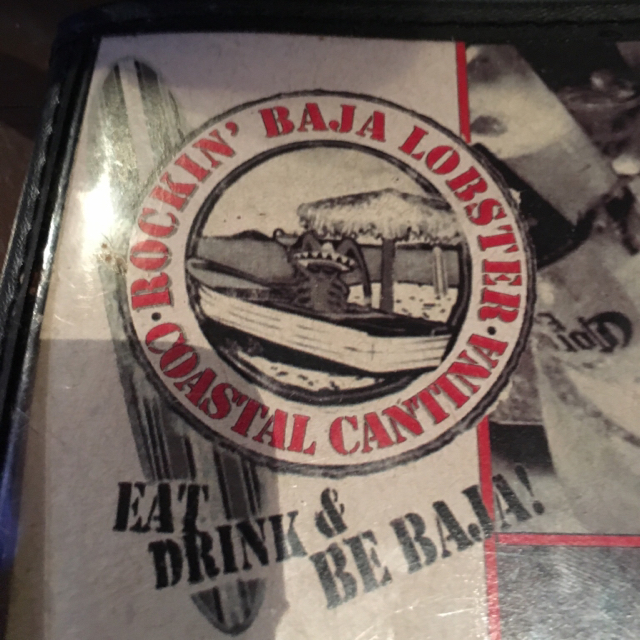 ROCKIN' BAJA LOBSTER
· COASTAL CANTINA ·
EAT
DRINK &
BE BAJA!